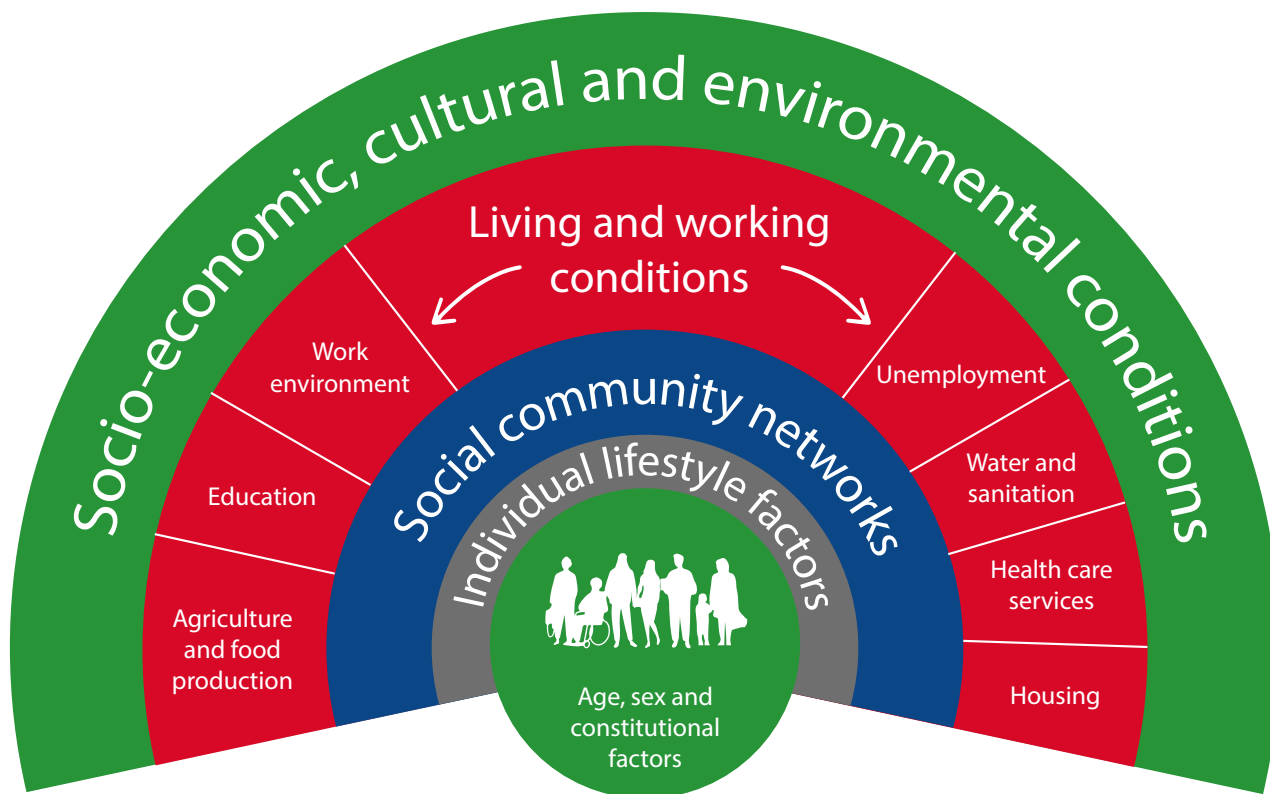 Socio-economic, cultural and environmental conditions
Living and working
conditions
Work
environment
Unemployment
Education
Water and
sanitation
Agriculture
and food
production
Health care
services
Housing
Social community networks
Individual lifestyle factors
Age, sex and
constitutional
factors